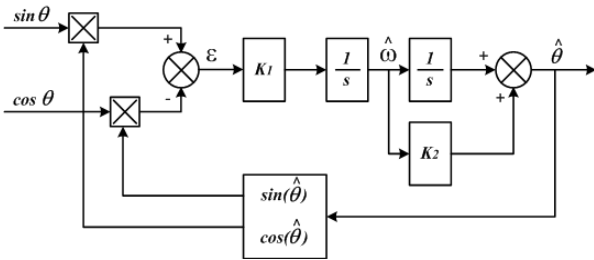 sin θ
+
-
ε
K1
1
s
^
ω
1
s
+
+
^
θ
cos θ
K2
^
sin(θ)
^
cos(θ)